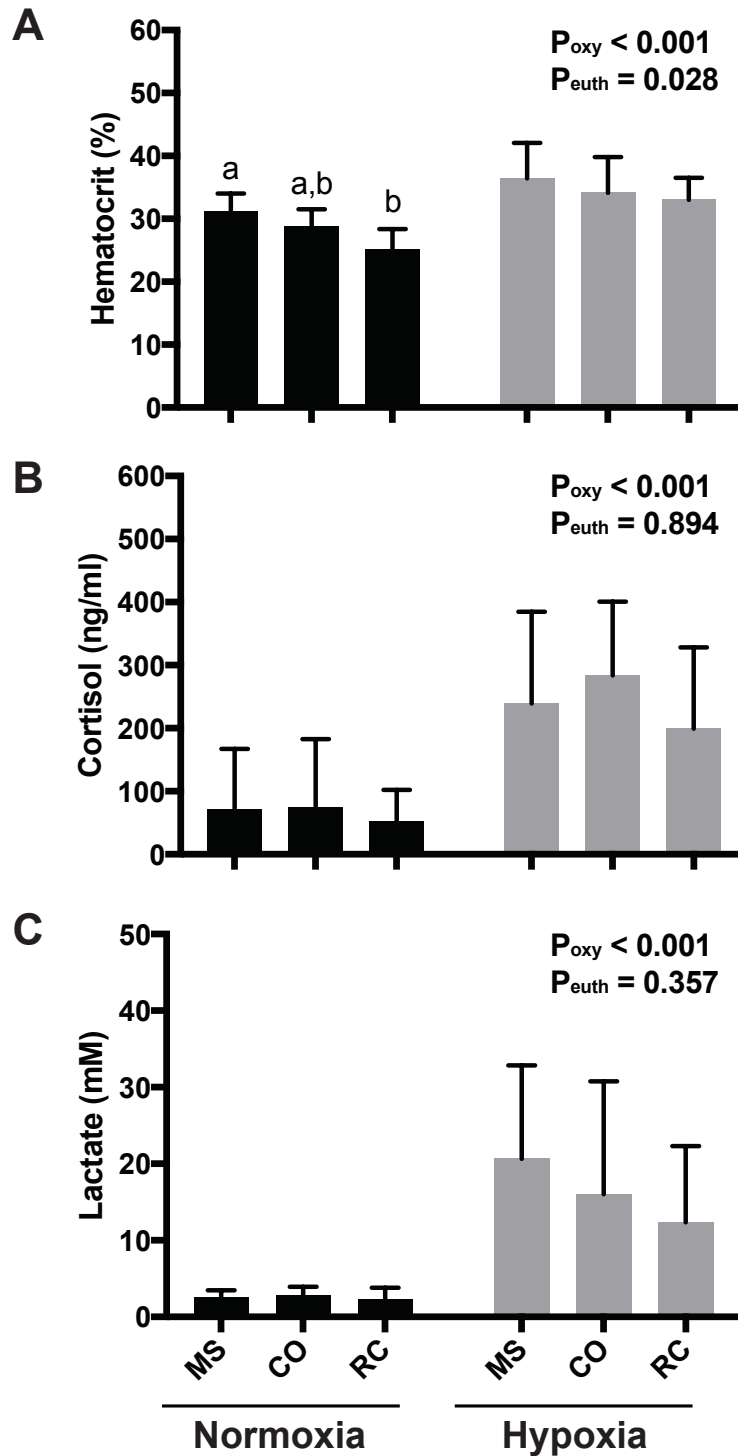 A
60
50
40
30
20
10
0
Hematocrit (%)
a
a,b
b
Poxy < 0.001
Peuth = 0.028
B
600
500
400
300
200
100
0
Cortisol (ng/ml)
Poxy < 0.001
Peuth = 0.894
C
50
40
30
20
10
0
Lactate (mM)
Poxy < 0.001
Peuth = 0.357
MS CO RC MS CO RC
Normoxia Hypoxia